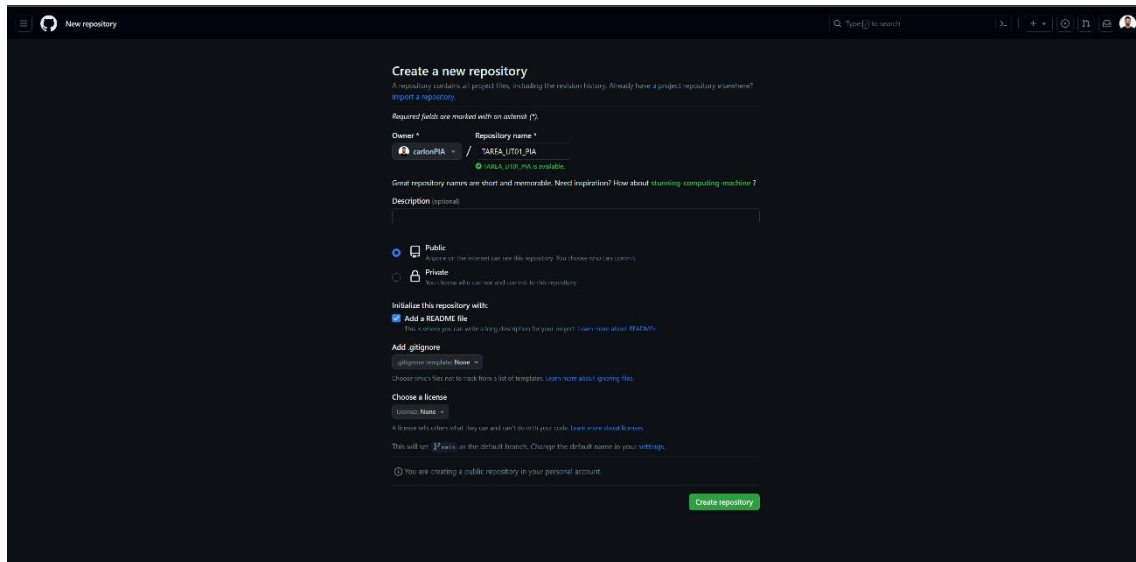 New repository
Type / to search
Create a new repository
A repository contains all project files, including the revision history. Already have a project repository elsewhere?
Import a repository.
Required fields are marked with an asterisk (*).
Owner * Repository name *
carlonPIA / TAREA_UT01_PIA
TAREA_UT01_PIA is available.
Great repository names are short and memorable. Need inspiration? How about stunning-computing-machine ?
Description (optional)
Public
Anyone on the internet can see this repository. You choose who can commit.
Private
You choose who can see and commit to this repository.
Initialize this repository with:
Add a README file
This is where you can write a long description for your project. Learn more about READMEs.
Add .gitignore
.gitignore template: None
Choose which files not to track from a list of templates. Learn more about ignoring files.
Choose a license
License: None
A license tells others what they can and can't do with your code. Learn more about licenses.
This will set main as the default branch. Change the default name in your settings.
You are creating a public repository in your personal account.
Create repository